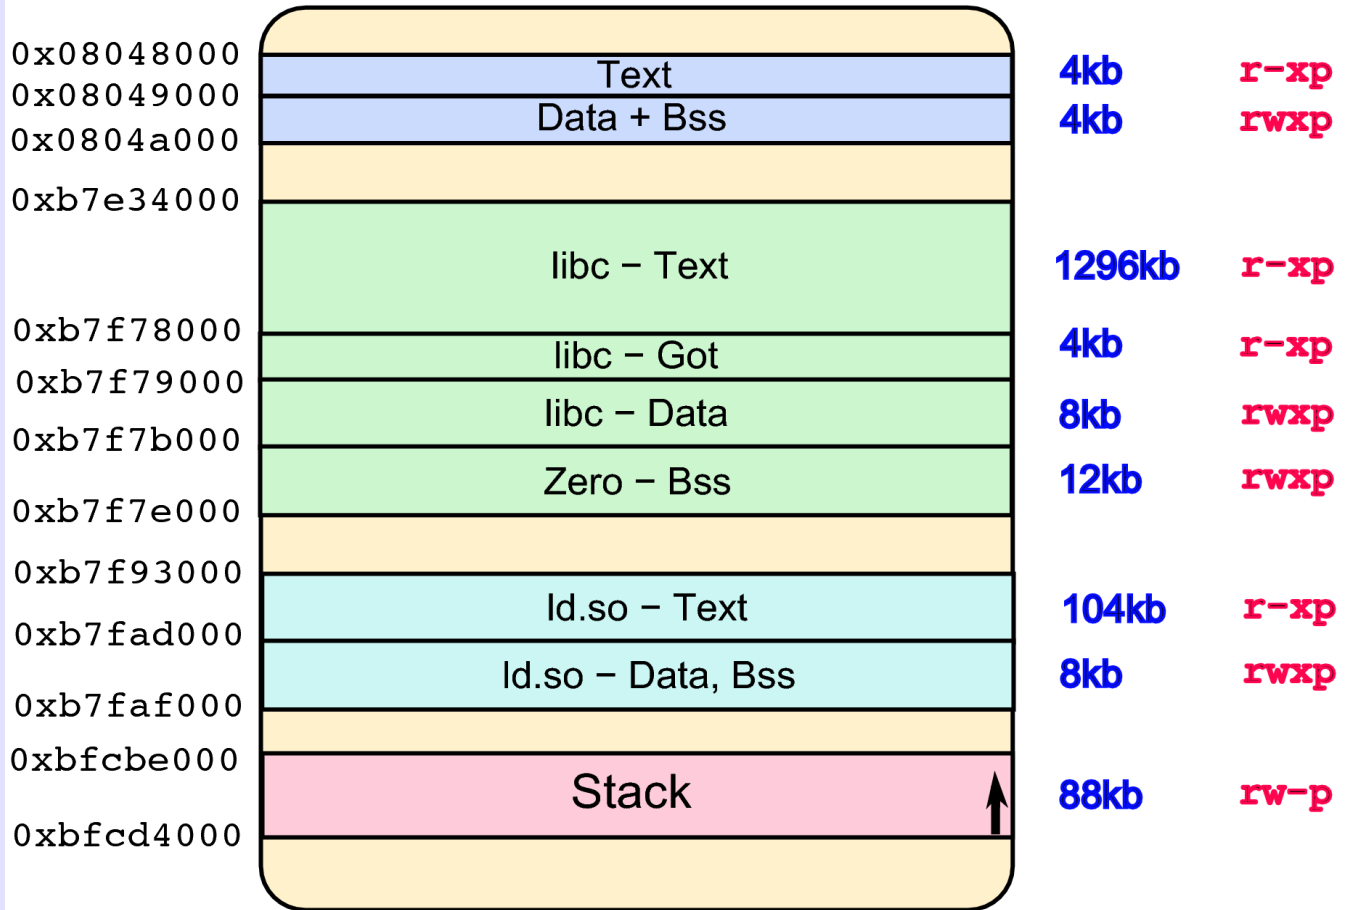 0x08048000
Text 4kb r-xp
0x08049000
Data + Bss 4kb rwxp
0x0804a000
0xb7e34000
libc − Text 1296kb r-xp
0xb7f78000
libc − Got 4kb r-xp
0xb7f79000
libc − Data 8kb rwxp
0xb7f7b000
Zero − Bss 12kb rwxp
0xb7f7e000
0xb7f93000
ld.so − Text 104kb r-xp
0xb7fad000
ld.so − Data, Bss 8kb rwxp
0xb7faf000
0xbfcbe000
Stack 88kb rw-p
0xbfcd4000